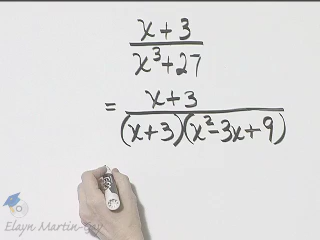 x+3
x³+27
= x+3
(x+3)(x²-3x+9)
Elayn Martin-Gay